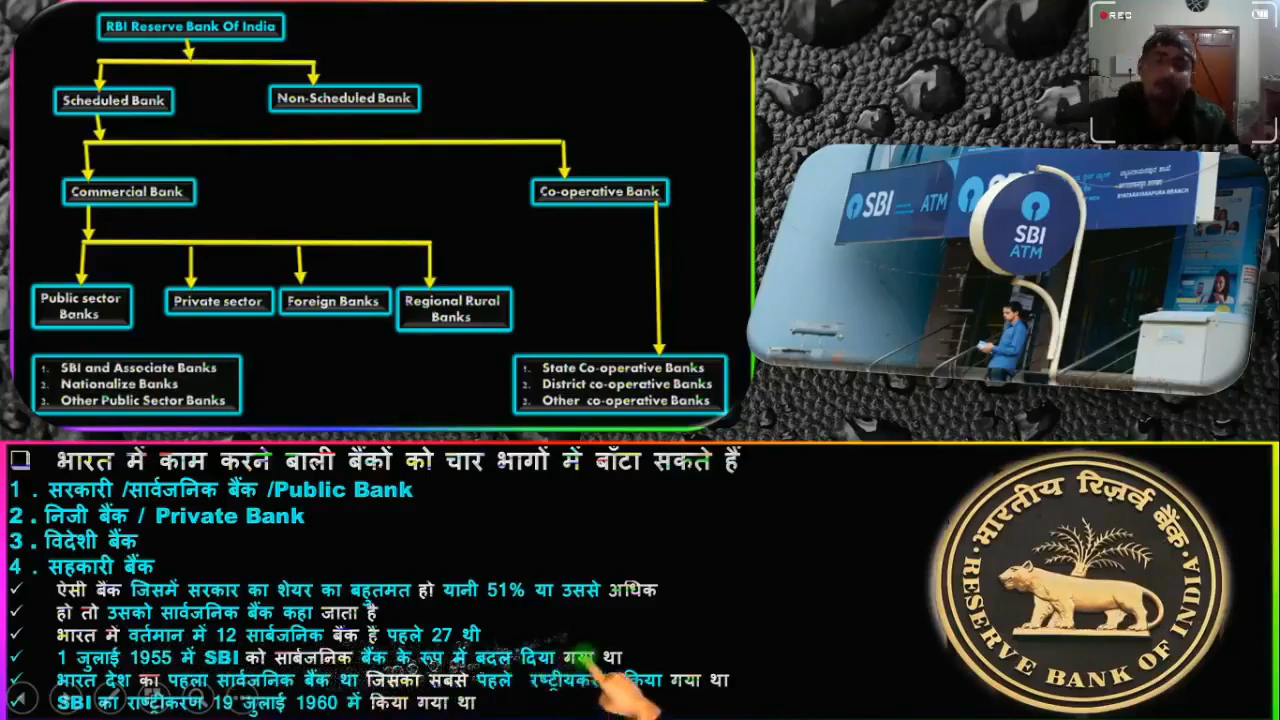 RBI Reserve Bank Of India
Scheduled Bank
Non-Scheduled Bank
Commercial Bank
Co-operative Bank
Public sector Banks
Private sector
Foreign Banks
Regional Rural Banks
1. SBI and Associate Banks
2. Nationalize Banks
3. Other Public Sector Banks
1. State Co-operative Banks
2. District co-operative Banks
3. Other co-operative Banks
REC
SBI ATM
SBI
ATM
BYATARAYANAPURA BRANCH
भारत में काम करने बाली बैंकों को चार भागों में बाँटा सकते हैं
1 . सरकारी /सार्वजनिक बैंक /Public Bank
2 . निजी बैंक / Private Bank
3 . विदेशी बैंक
4 . सहकारी बैंक
✓ ऐसी बैंक जिसमें सरकार का शेयर का बहुतमत हो यानी 51% या उससे अधिक
✓ हो तो उसको सार्वजनिक बैंक कहा जाता है
✓ भारत में वर्तमान में 12 सार्बजनिक बैंक हैं पहले 27 थी
✓ 1 जुलाई 1955 में SBI को सार्बजनिक बैंक के रूप में बदल दिया गया था
✓ भारत देश का पहला सार्वजनिक बैंक था जिसका सबसे पहले किया गया था
✓ SBI का राष्ट्रीकरण 19 जुलाई 1960 में किया गया था
भारतीय रिज़र्व बैंक
RESERVE BANK OF INDIA